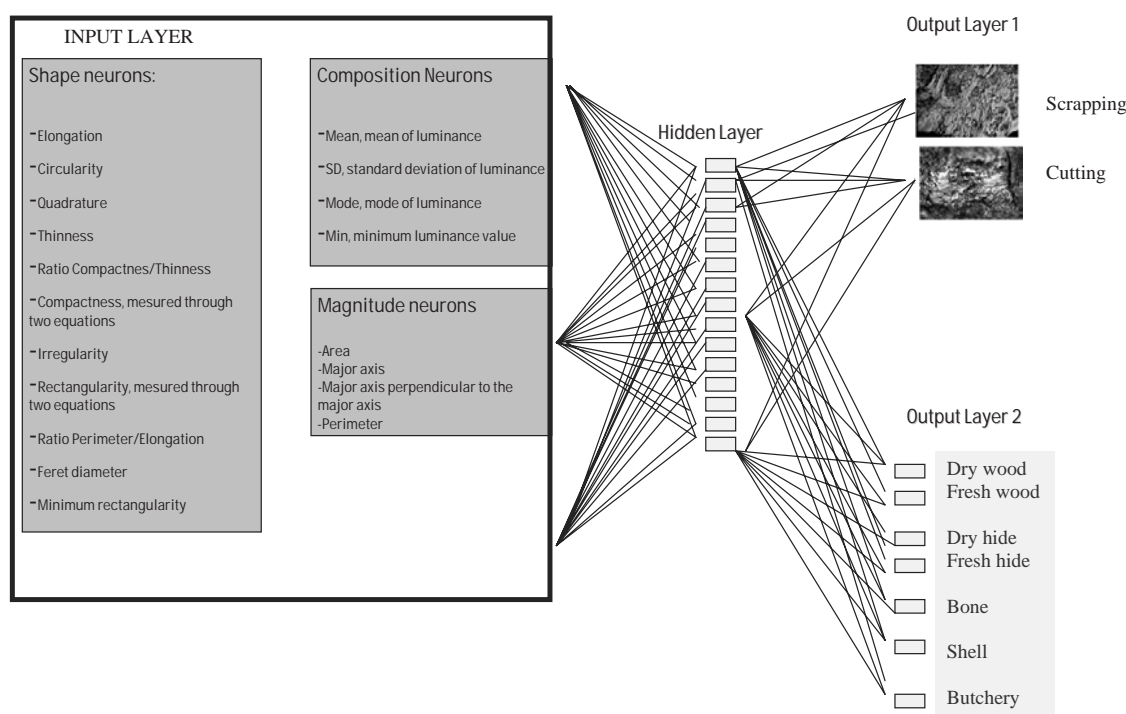 INPUT LAYER
Shape neurons:
-Elongation
-Circularity
-Quadrature
-Thinness
-Ratio Compactnes/Thinness
-Compactness, mesured through
two equations
-Irregularity
-Rectangularity, mesured through
two equations
-Ratio Perimeter/Elongation
-Feret diameter
-Minimum rectangularity
Composition Neurons
-Mean, mean of luminance
-SD, standard deviation of luminance
-Mode, mode of luminance
-Min, minimum luminance value
Magnitude neurons
-Area
-Major axis
-Major axis perpendicular to the
major axis
-Perimeter
Hidden Layer
Output Layer 1
Scrapping
Cutting
Output Layer 2
Dry wood
Fresh wood
Dry hide
Fresh hide
Bone
Shell
Butchery